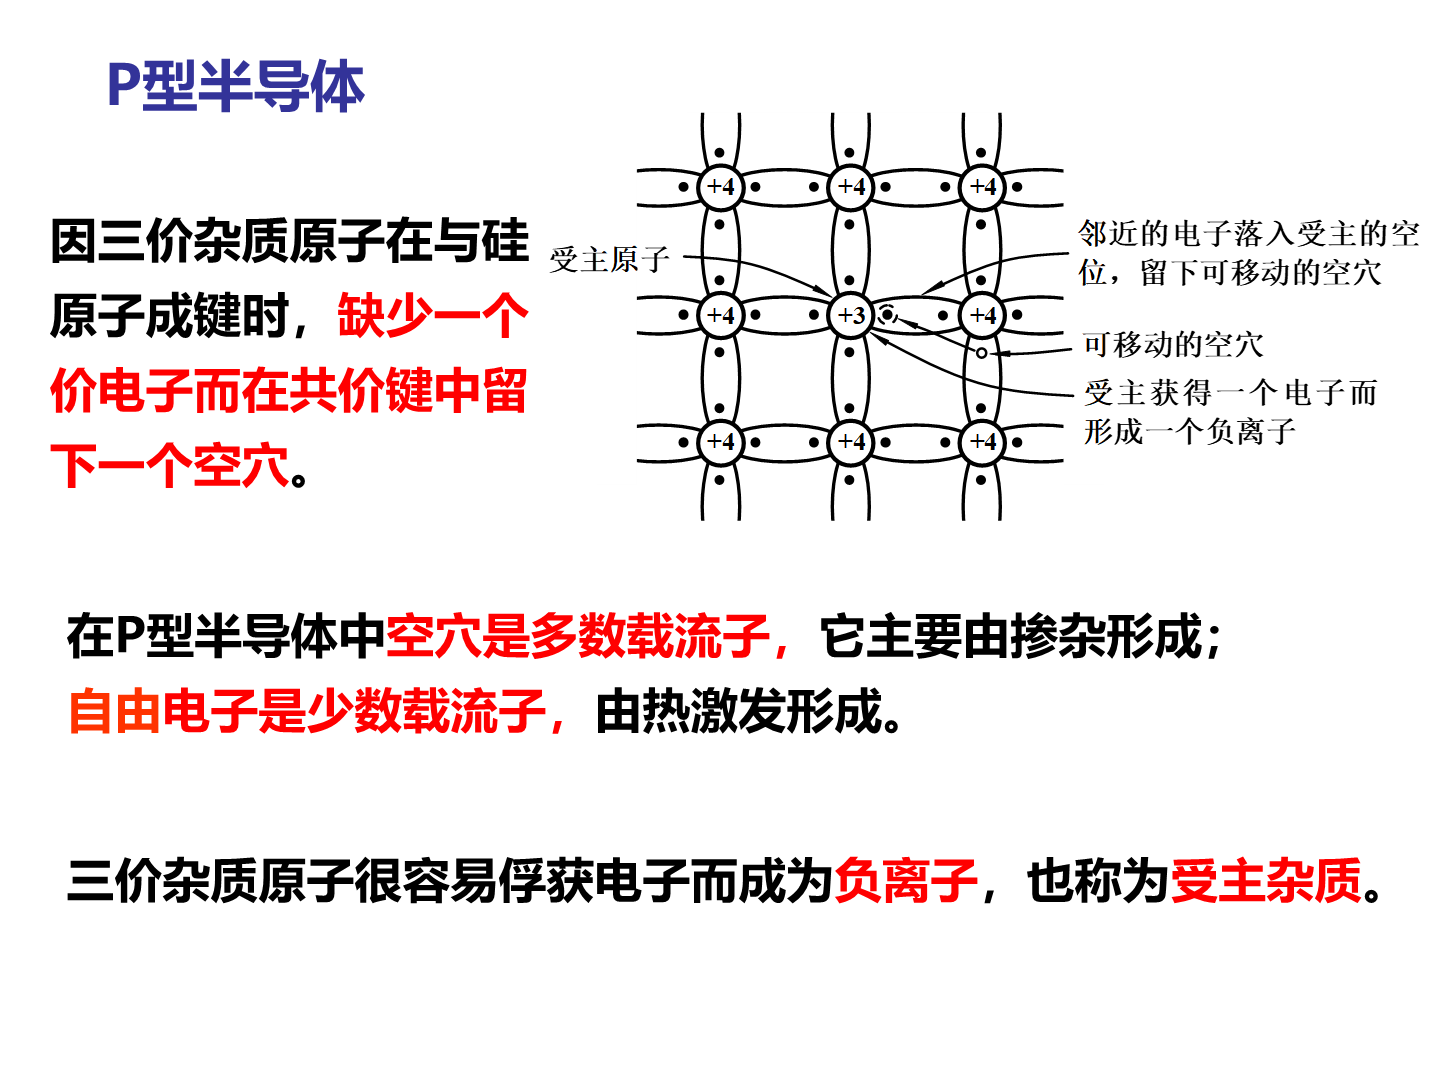 P型半导体
因三价杂质原子在与硅
原子成键时，缺少一个
价电子而在共价键中留
下一个空穴。
+4 +4 +4
受主原子
邻近的电子落入受主的空
位，留下可移动的空穴
+4 +3 +4
可移动的空穴
受主获得一个电子而
形成一个负离子
+4 +4 +4
在P型半导体中空穴是多数载流子，它主要由掺杂形成；
自由电子是少数载流子，由热激发形成。
三价杂质原子很容易俘获电子而成为负离子，也称为受主杂质。